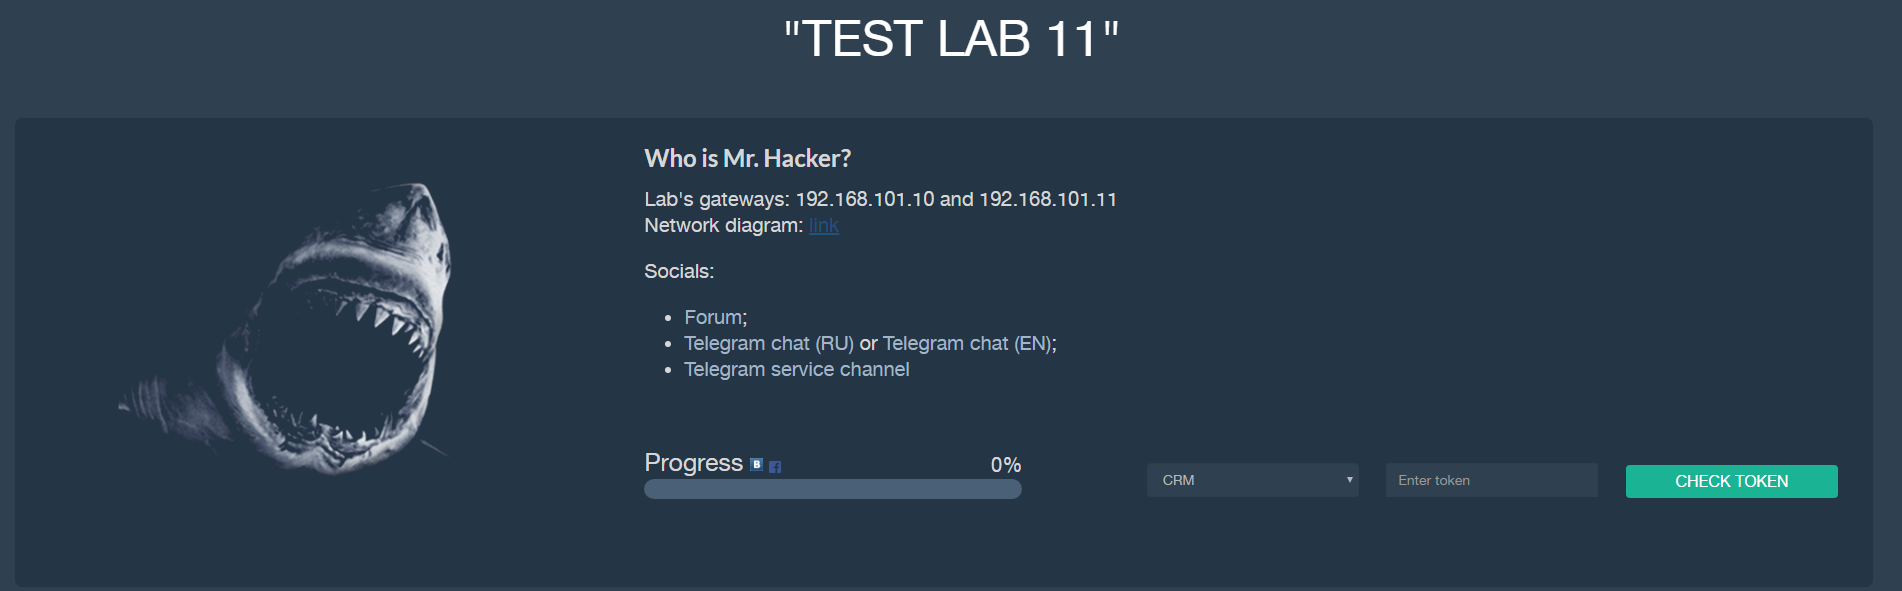 "TEST LAB 11"
Who is Mr. Hacker?
Lab's gateways: 192.168.101.10 and 192.168.101.11
Network diagram: link
Socials:
• Forum;
• Telegram chat (RU) or Telegram chat (EN);
• Telegram service channel
Progress B f 0%
CRM ▾ Enter token CHECK TOKEN